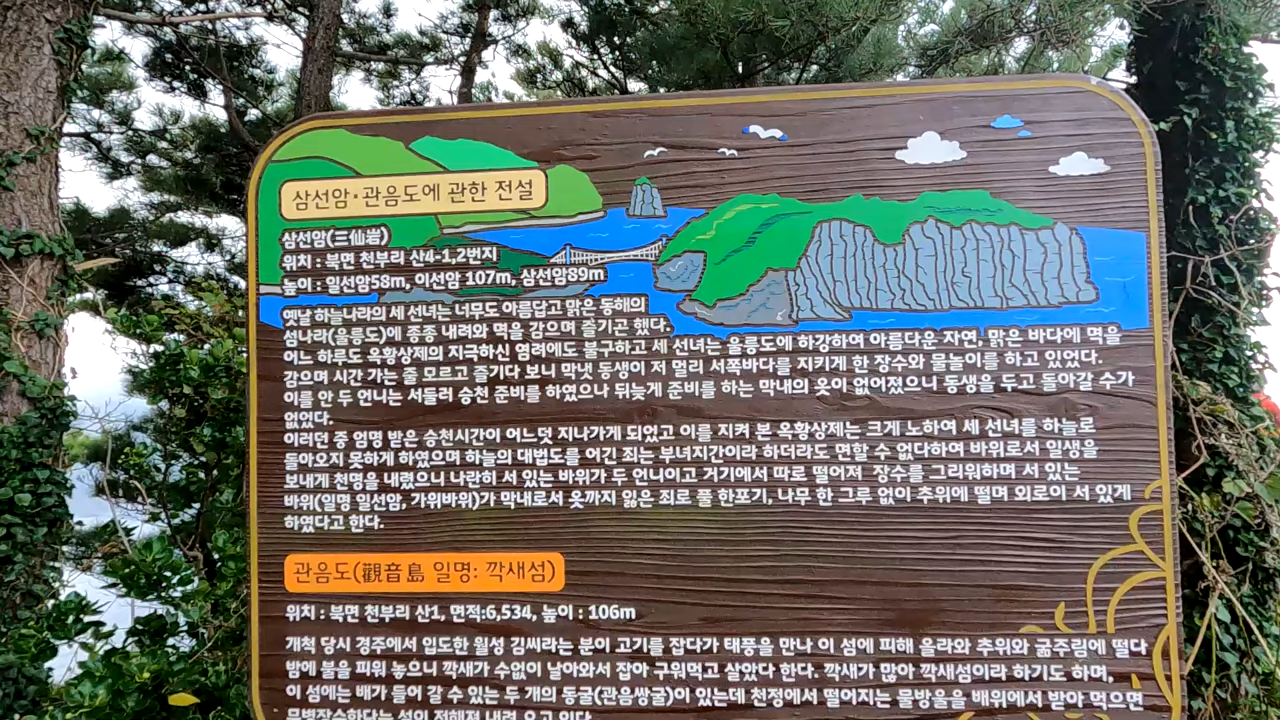 삼선암·관음도에 관한 전설
삼선암(三仙岩)
위치 : 북면 천부리 산4-1,2번지
높이 : 일선암58m, 이선암 107m, 삼선암89m
옛날 하늘나라의 세 선녀는 너무도 아름답고 맑은 동해의
섬나라(울릉도)에 종종 내려와 멱을 감으며 즐기곤 했다.
어느 하루도 옥황상제의 지극하신 염려에도 불구하고 세 선녀는 울릉도에 하강하여 아름다운 자연, 맑은 바다에 멱을
감으며 시간 가는 줄 모르고 즐기다 보니 막냇 동생이 저 멀리 서쪽바다를 지키게 한 장수와 물놀이를 하고 있었다.
이를 안 두 언니는 서둘러 승천 준비를 하였으나 뒤늦게 준비를 하는 막내의 옷이 없어졌으니 동생을 두고 돌아갈 수가
없었다.
이러던 중 엄명 받은 승천시간이 어느덧 지나가게 되었고 이를 지켜 본 옥황상제는 크게 노하여 세 선녀를 하늘로
돌아오지 못하게 하였으며 하늘의 대법도를 어긴 죄는 부녀지간이라 하더라도 면할 수 없다하여 바위로서 일생을
보내게 천명을 내렸으니 나란히 서 있는 바위가 두 언니이고 거기에서 따로 떨어져 장수를 그리워하며 서 있는
바위(일명 일선암, 가위바위)가 막내로서 옷까지 잃은 죄로 풀 한포기, 나무 한 그루 없이 추위에 떨며 외로이 서 있게
하였다고 한다.
관음도(觀音島 일명: 깍새섬)
위치 : 북면 천부리 산1, 면적:6,534, 높이 : 106m
개척 당시 경주에서 입도한 월성 김씨라는 분이 고기를 잡다가 태풍을 만나 이 섬에 피해 올라와 추위와 굶주림에 떨다
밤에 불을 피워 놓으니 깍새가 수없이 날아와서 잡아 구워먹고 살았다 한다. 깍새가 많아 깍새섬이라 하기도 하며,
이 섬에는 배가 들어 갈 수 있는 두 개의 동굴(관음쌍굴)이 있는데 천정에서 떨어지는 물방울을 배위에서 받아 먹으면
무병장수한다는 설이 전해져 내려 오고 있다.